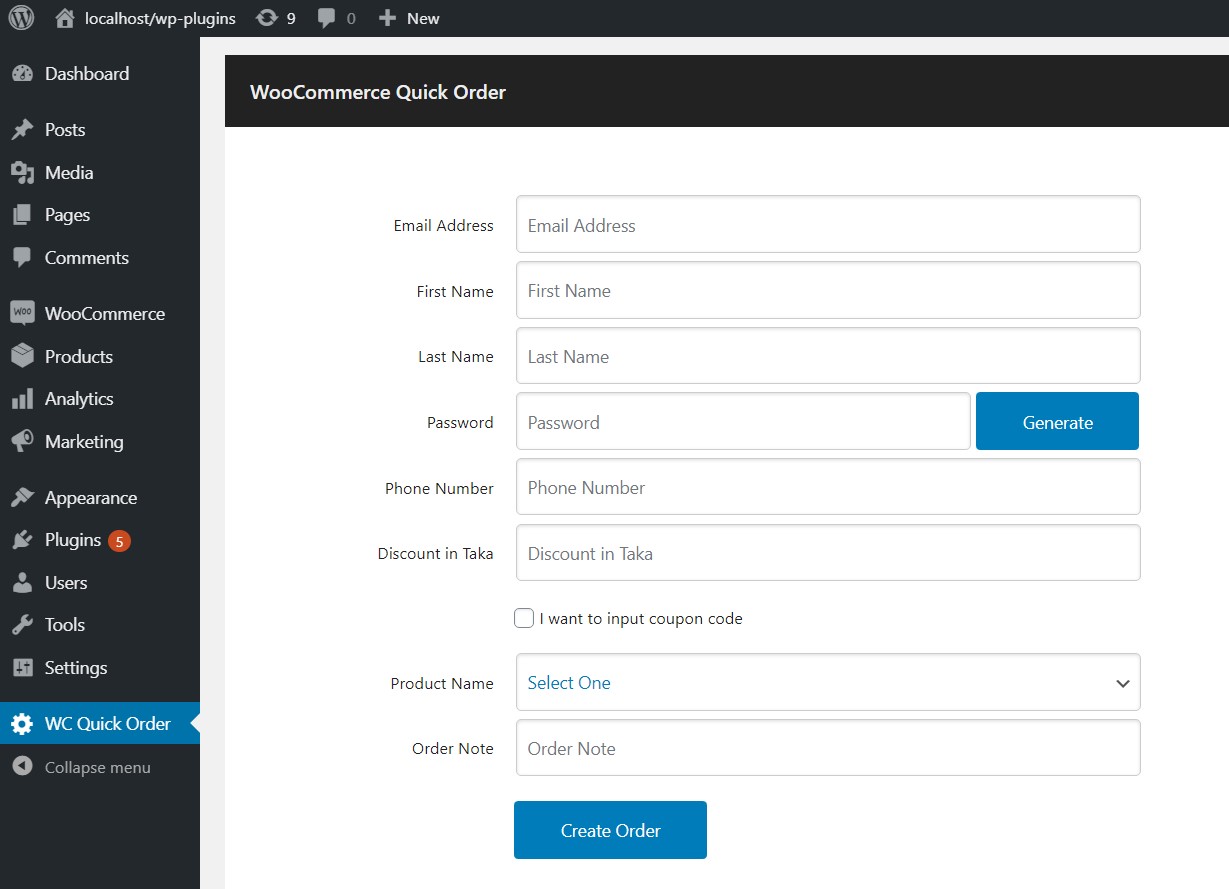 localhost/wp-plugins 9 0 New
Dashboard
Posts
Media
Pages
Comments
Woo WooCommerce
Products
Analytics
Marketing
Appearance
Plugins 5
Users
Tools
Settings
WC Quick Order
Collapse menu
WooCommerce Quick Order
Email Address Email Address
First Name First Name
Last Name Last Name
Password Password Generate
Phone Number Phone Number
Discount in Taka Discount in Taka
I want to input coupon code
Product Name Select One
Order Note Order Note
Create Order